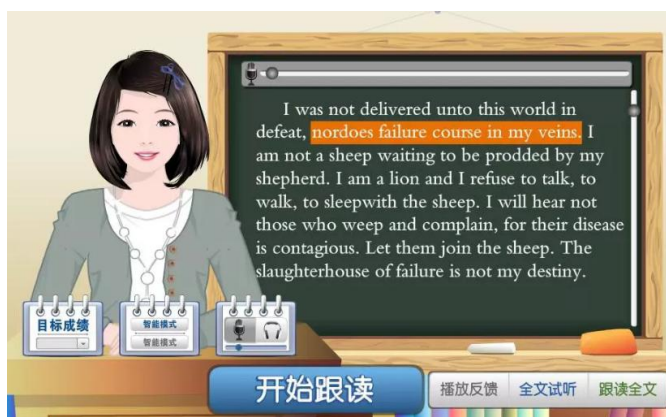 I was not delivered unto this world in
defeat, nordoes failure course in my veins. I
am not a sheep waiting to be prodded by my
shepherd. I am a lion and I refuse to talk, to
walk, to sleepwith the sheep. I will hear not
those who weep and complain, for their disease
is contagious. Let them join the sheep. The
slaughterhouse of failure is not my destiny.
目标成绩
智能模式
智能模式
开始跟读
播放反馈
全文试听
跟读全文